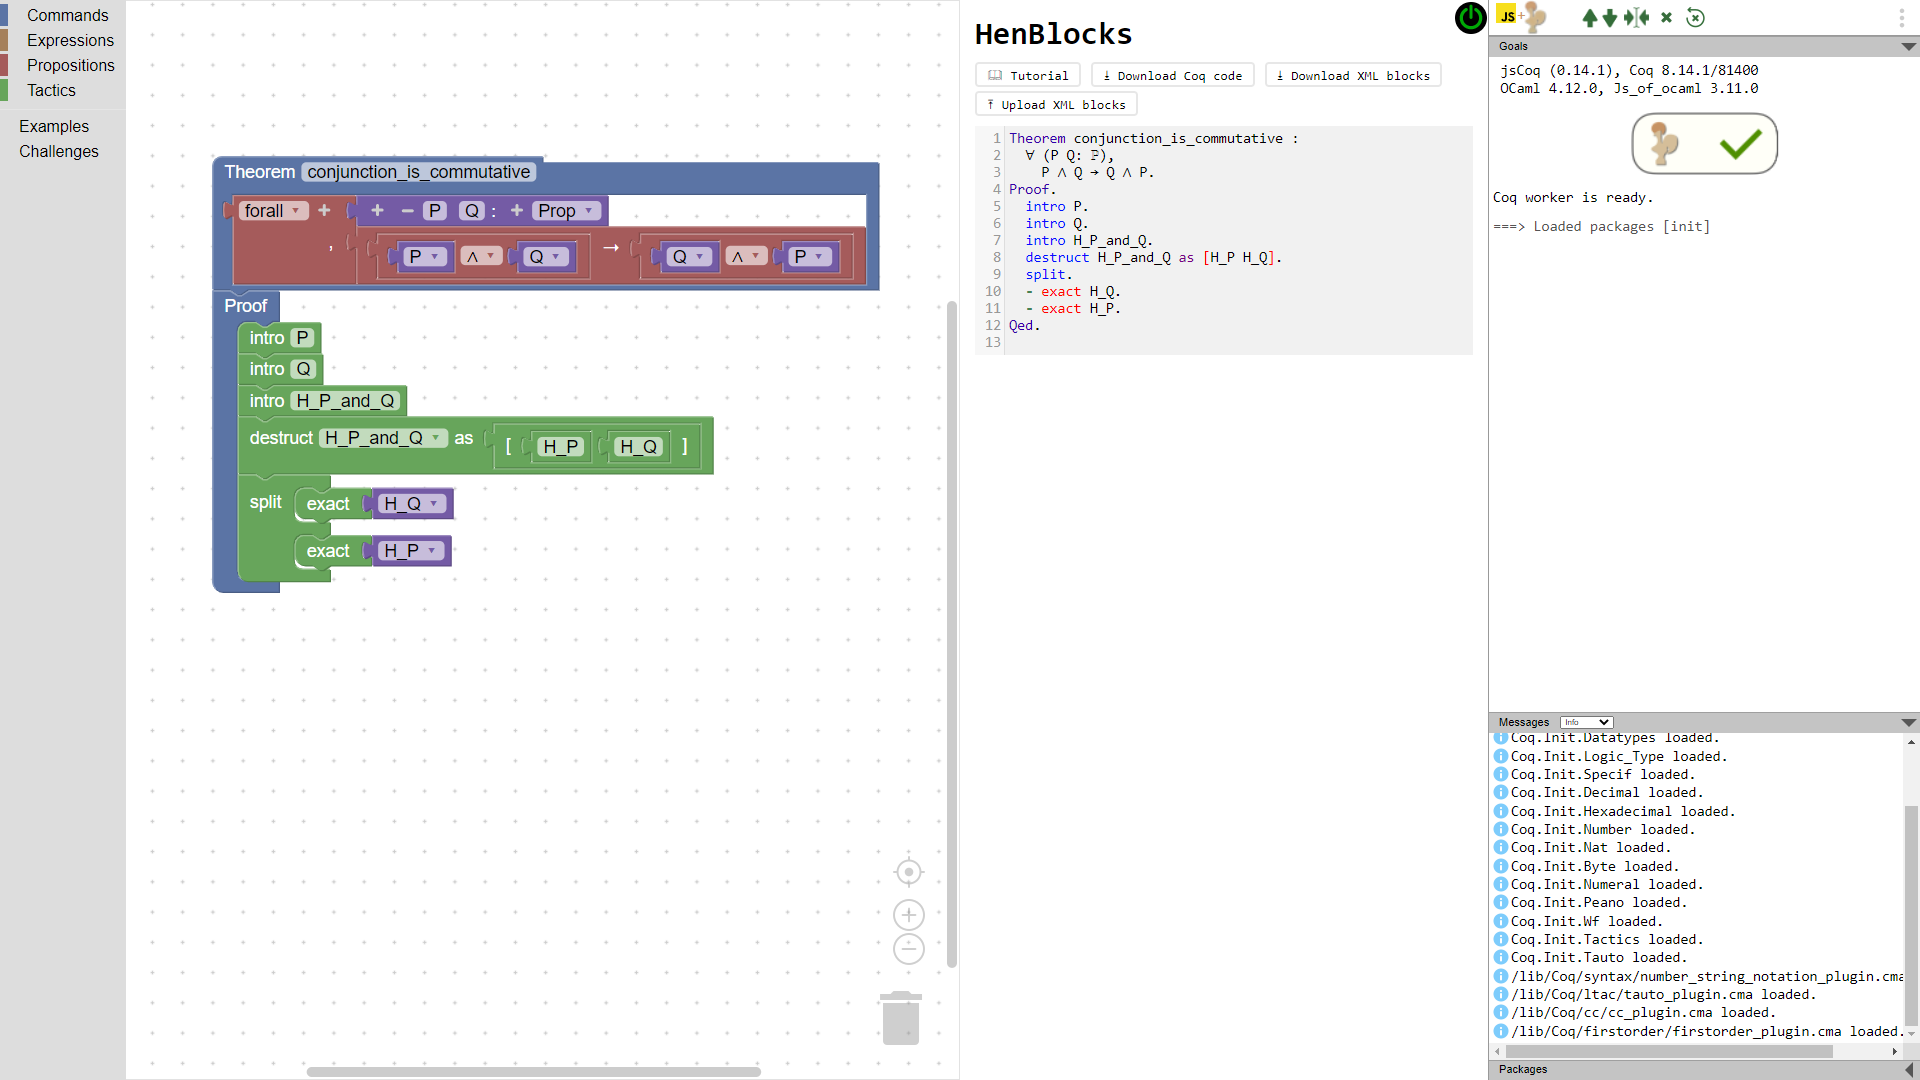 Commands
Expressions
Propositions
Tactics
Examples
Challenges
Theorem conjunction_is_commutative
forall + + − P Q : + Prop
, P ∧ Q → Q ∧ P
Proof
intro P
intro Q
intro H_P_and_Q
destruct H_P_and_Q as [ H_P H_Q ]
split exact H_Q
exact H_P
HenBlocks
Tutorial
Download Coq code
Download XML blocks
Upload XML blocks
1 Theorem conjunction_is_commutative :
2 ∀ (P Q: ℙ),
3 P ∧ Q → Q ∧ P.
4 Proof.
5 intro P.
6 intro Q.
7 intro H_P_and_Q.
8 destruct H_P_and_Q as [H_P H_Q].
9 split.
10 - exact H_Q.
11 - exact H_P.
12 Qed.
13
JS+
Goals
jsCoq (0.14.1), Coq 8.14.1/81400
OCaml 4.12.0, Js_of_ocaml 3.11.0
Coq worker is ready.
===> Loaded packages [init]
Messages Info
Coq.Init.Datatypes loaded.
Coq.Init.Logic_Type loaded.
Coq.Init.Specif loaded.
Coq.Init.Decimal loaded.
Coq.Init.Hexadecimal loaded.
Coq.Init.Number loaded.
Coq.Init.Nat loaded.
Coq.Init.Byte loaded.
Coq.Init.Numeral loaded.
Coq.Init.Peano loaded.
Coq.Init.Wf loaded.
Coq.Init.Tactics loaded.
Coq.Init.Tauto loaded.
/lib/Coq/syntax/number_string_notation_plugin.cma
/lib/Coq/ltac/tauto_plugin.cma loaded.
/lib/Coq/cc/cc_plugin.cma loaded.
/lib/Coq/firstorder/firstorder_plugin.cma loaded.
Packages